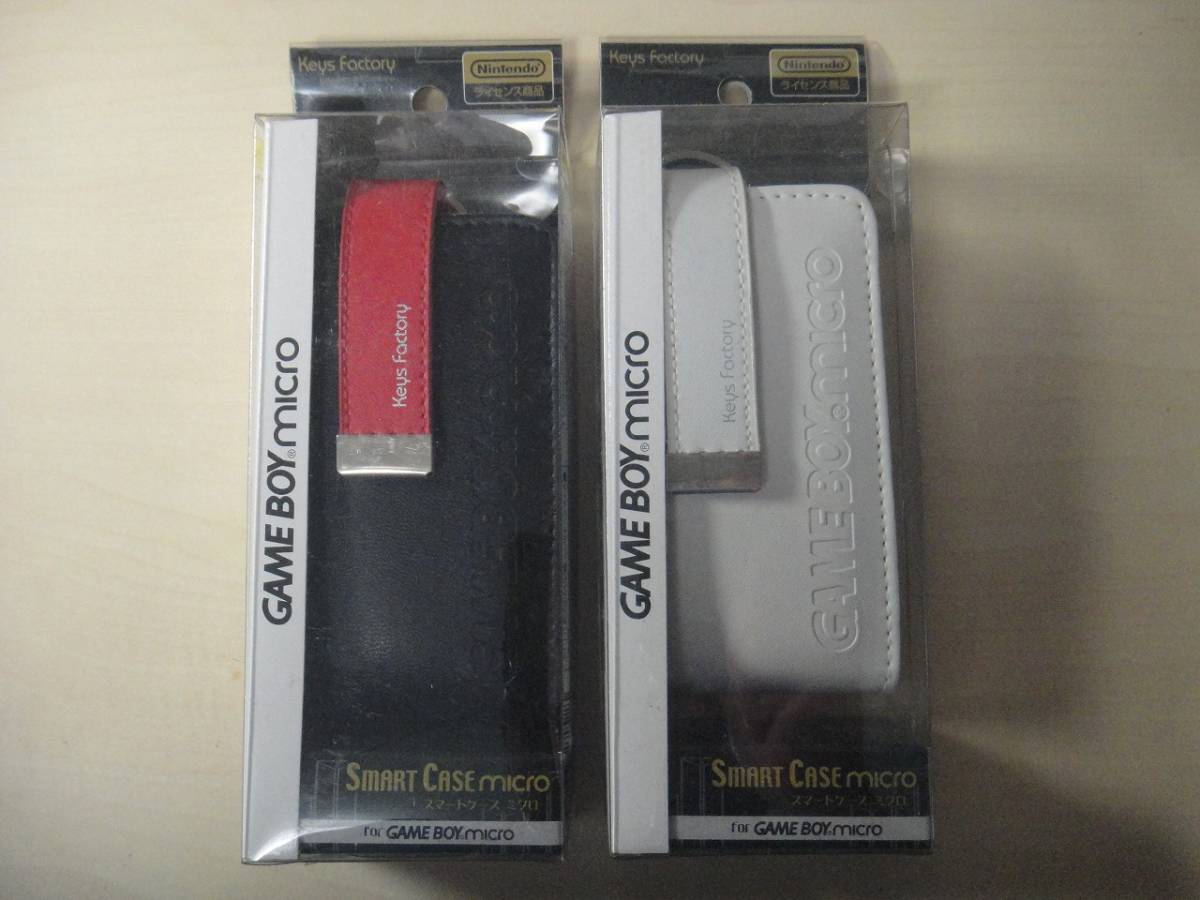 Keys Factory
Nintendo
ライセンス商品
GAME BOY® micro
Keys Factory
GAME BOY® micro
SMART CASE micro
スマートケース ミクロ
for GAME BOY® micro
Keys Factory
Nintendo
ライセンス商品
GAME BOY® micro
Keys Factory
GAME BOY® micro
SMART CASE micro
スマートケース ミクロ
for GAME BOY® micro